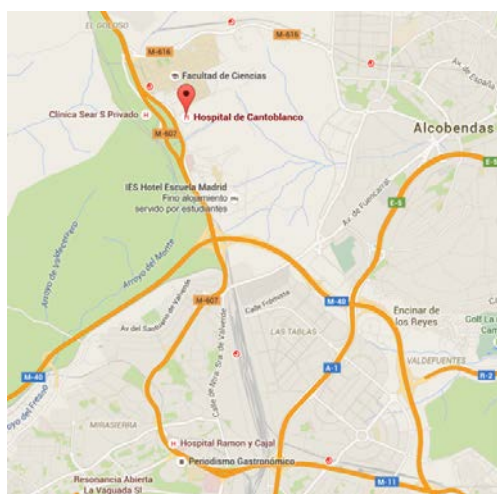 EL GOLOSO
M-616
M-616
Facultad de Ciencias
Av. de España
Clínica Sear S Privado
H
H
Hospital de Cantoblanco
Alcobendas
M-607
E-5
IES Hotel Escuela Madrid
Fino alojamiento
servido por estudiantes
Av. de Fuencarral
E-5
Arroyo de Valdecervero
Arroyo del Monte
M-607
Calle Fromista
M-40
Encinar de
los Reyes
Golf La
Cam
Av del Santuario de Valverde
LAS TABLAS
Calle de Ntra. Sra. de Valverde
VALDEFUENTES
M-40
A-1
R-2
Arroyo del Fresno
MIRASIERRA
H
Hospital Ramon y Cajal
Periodismo Gastronómico
Resonancia Abierta
La Vaguada Sl
M-11